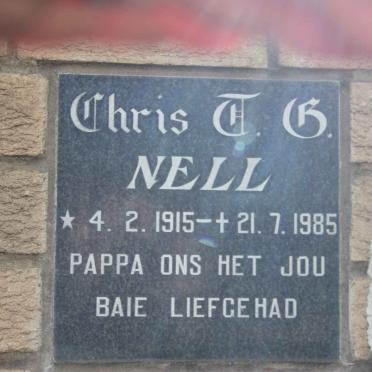 Chris T. G.
NELL
★ 4. 2. 1915–✝ 21. 7. 1985
PAPPA ONS HET JOU
BAIE LIEFGEHAD